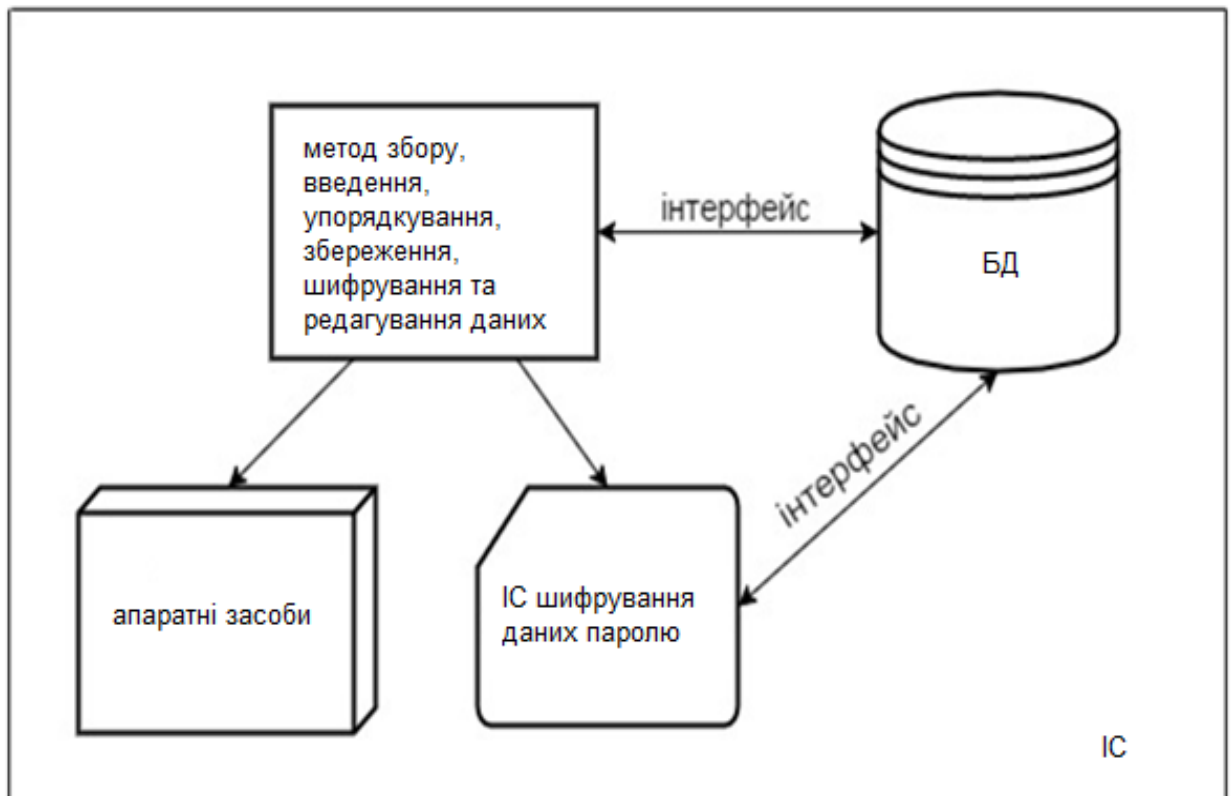 метод збору,
введення,
упорядкування,
збереження,
шифрування та
редагування даних
інтерфейс
БД
інтерфейс
апаратні засоби
ІС шифрування
даних паролю
ІС